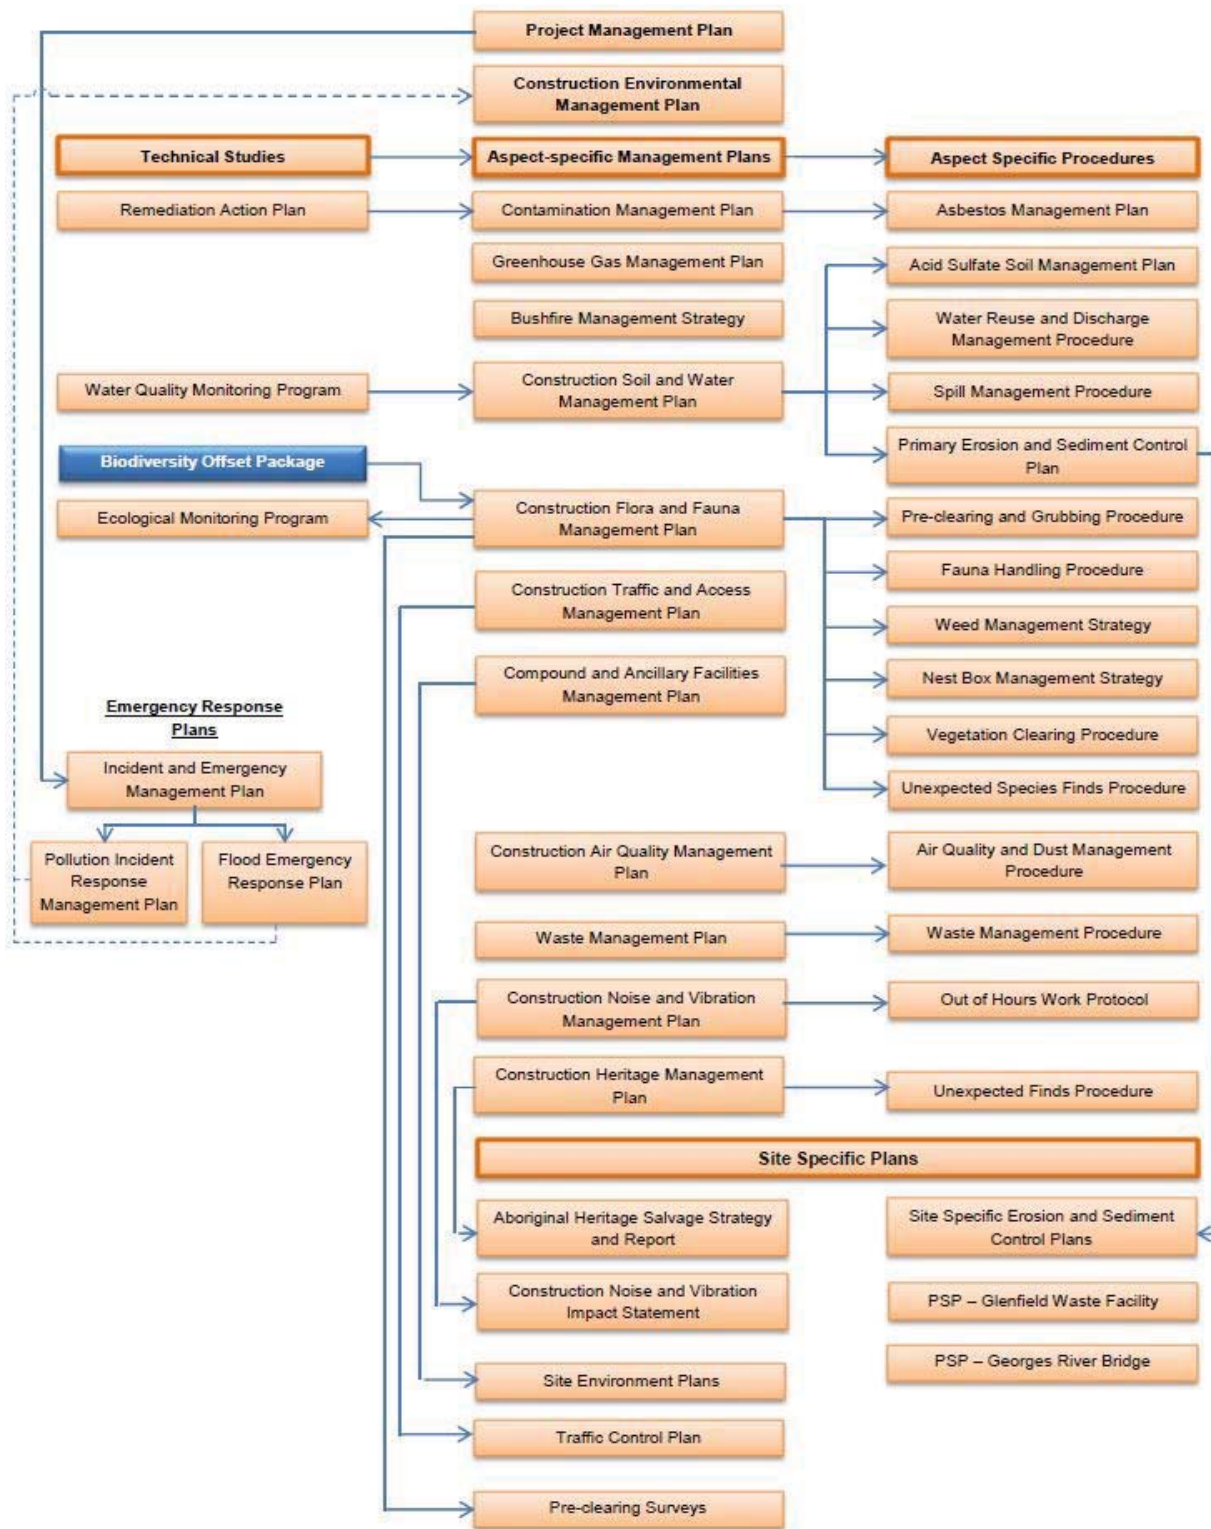 Project Management Plan
Construction Environmental
Management Plan
Technical Studies
Aspect-specific Management Plans
Aspect Specific Procedures
Remediation Action Plan
Contamination Management Plan
Asbestos Management Plan
Greenhouse Gas Management Plan
Acid Sulfate Soil Management Plan
Bushfire Management Strategy
Water Reuse and Discharge
Management Procedure
Water Quality Monitoring Program
Construction Soil and Water
Management Plan
Spill Management Procedure
Biodiversity Offset Package
Primary Erosion and Sediment Control
Plan
Ecological Monitoring Program
Construction Flora and Fauna
Management Plan
Pre-clearing and Grubbing Procedure
Fauna Handling Procedure
Construction Traffic and Access
Management Plan
Weed Management Strategy
Compound and Ancillary Facilities
Management Plan
Nest Box Management Strategy
Emergency Response
Plans
Vegetation Clearing Procedure
Incident and Emergency
Management Plan
Unexpected Species Finds Procedure
Pollution Incident
Response
Management Plan
Flood Emergency
Response Plan
Construction Air Quality Management
Plan
Air Quality and Dust Management
Procedure
Waste Management Plan
Waste Management Procedure
Construction Noise and Vibration
Management Plan
Out of Hours Work Protocol
Construction Heritage Management
Plan
Unexpected Finds Procedure
Site Specific Plans
Aboriginal Heritage Salvage Strategy
and Report
Site Specific Erosion and Sediment
Control Plans
Construction Noise and Vibration
Impact Statement
PSP – Glenfield Waste Facility
PSP – Georges River Bridge
Site Environment Plans
Traffic Control Plan
Pre-clearing Surveys